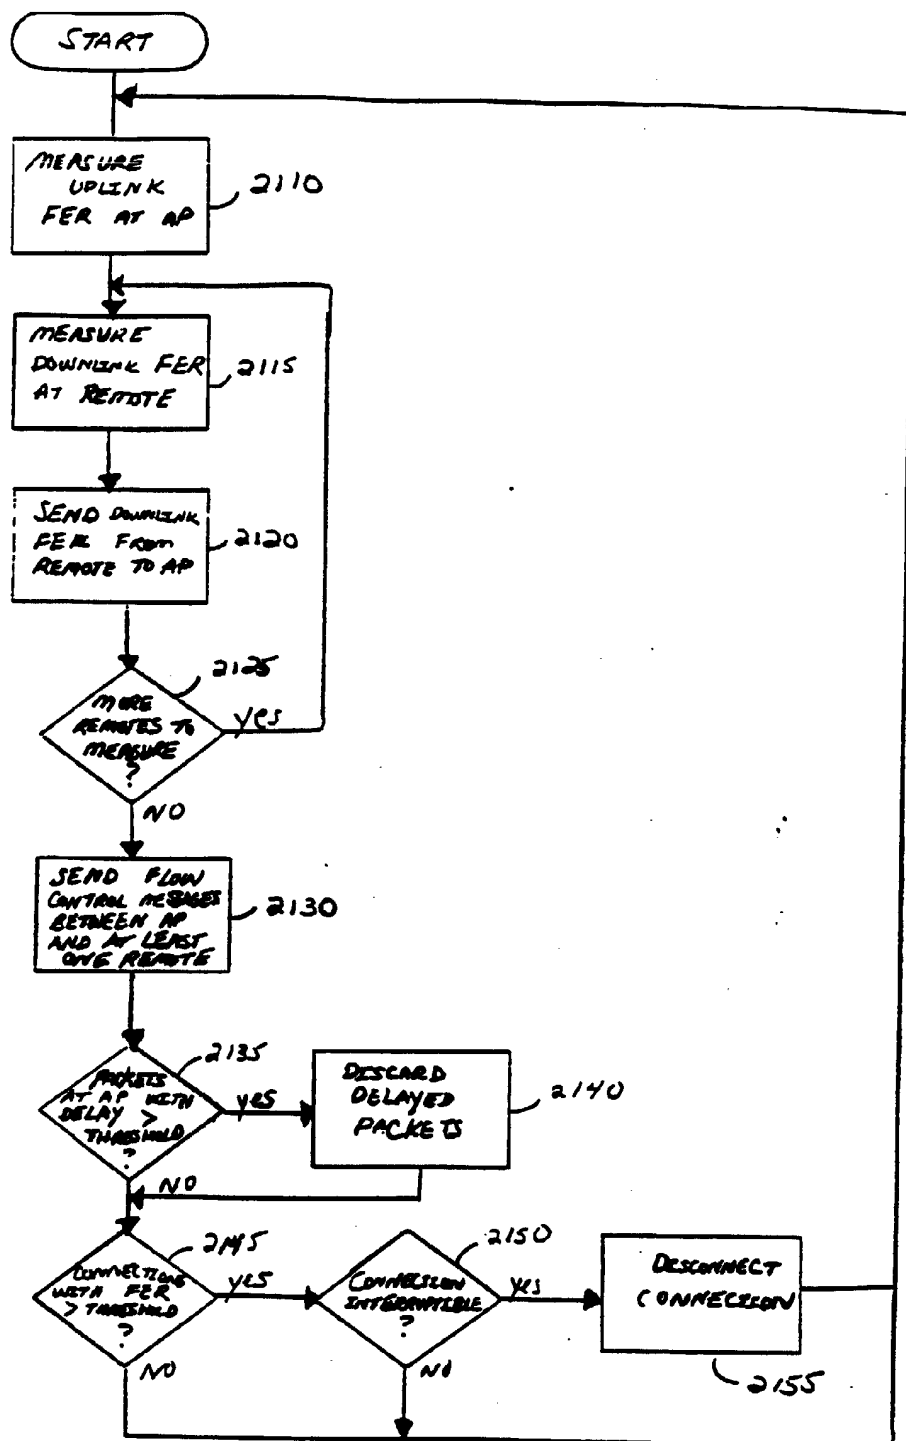 START
MEASURE
UPLINK
FER AT AP
2110
MEASURE
DOWNLINK FER
AT REMOTE
2115
SEND DOWNLINK
FER FROM
REMOTE TO AP
2120
2125
MORE
REMOTES TO
MEASURE
?
yes
NO
SEND FLOW
CONTROL MESSAGES
BETWEEN AP
AND AT LEAST
ONE REMOTE
2130
2135
PACKETS
AT AP WITH
DELAY >
THRESHOLD
?
yes
DISCARD
DELAYED
PACKETS
2140
NO
2145
CONNECTIONS
WITH FER
> THRESHOLD
?
yes
2150
CONNECTION
INTERRUPTIBLE
?
yes
DISCONNECT
CONNECTION
2155
NO
NO